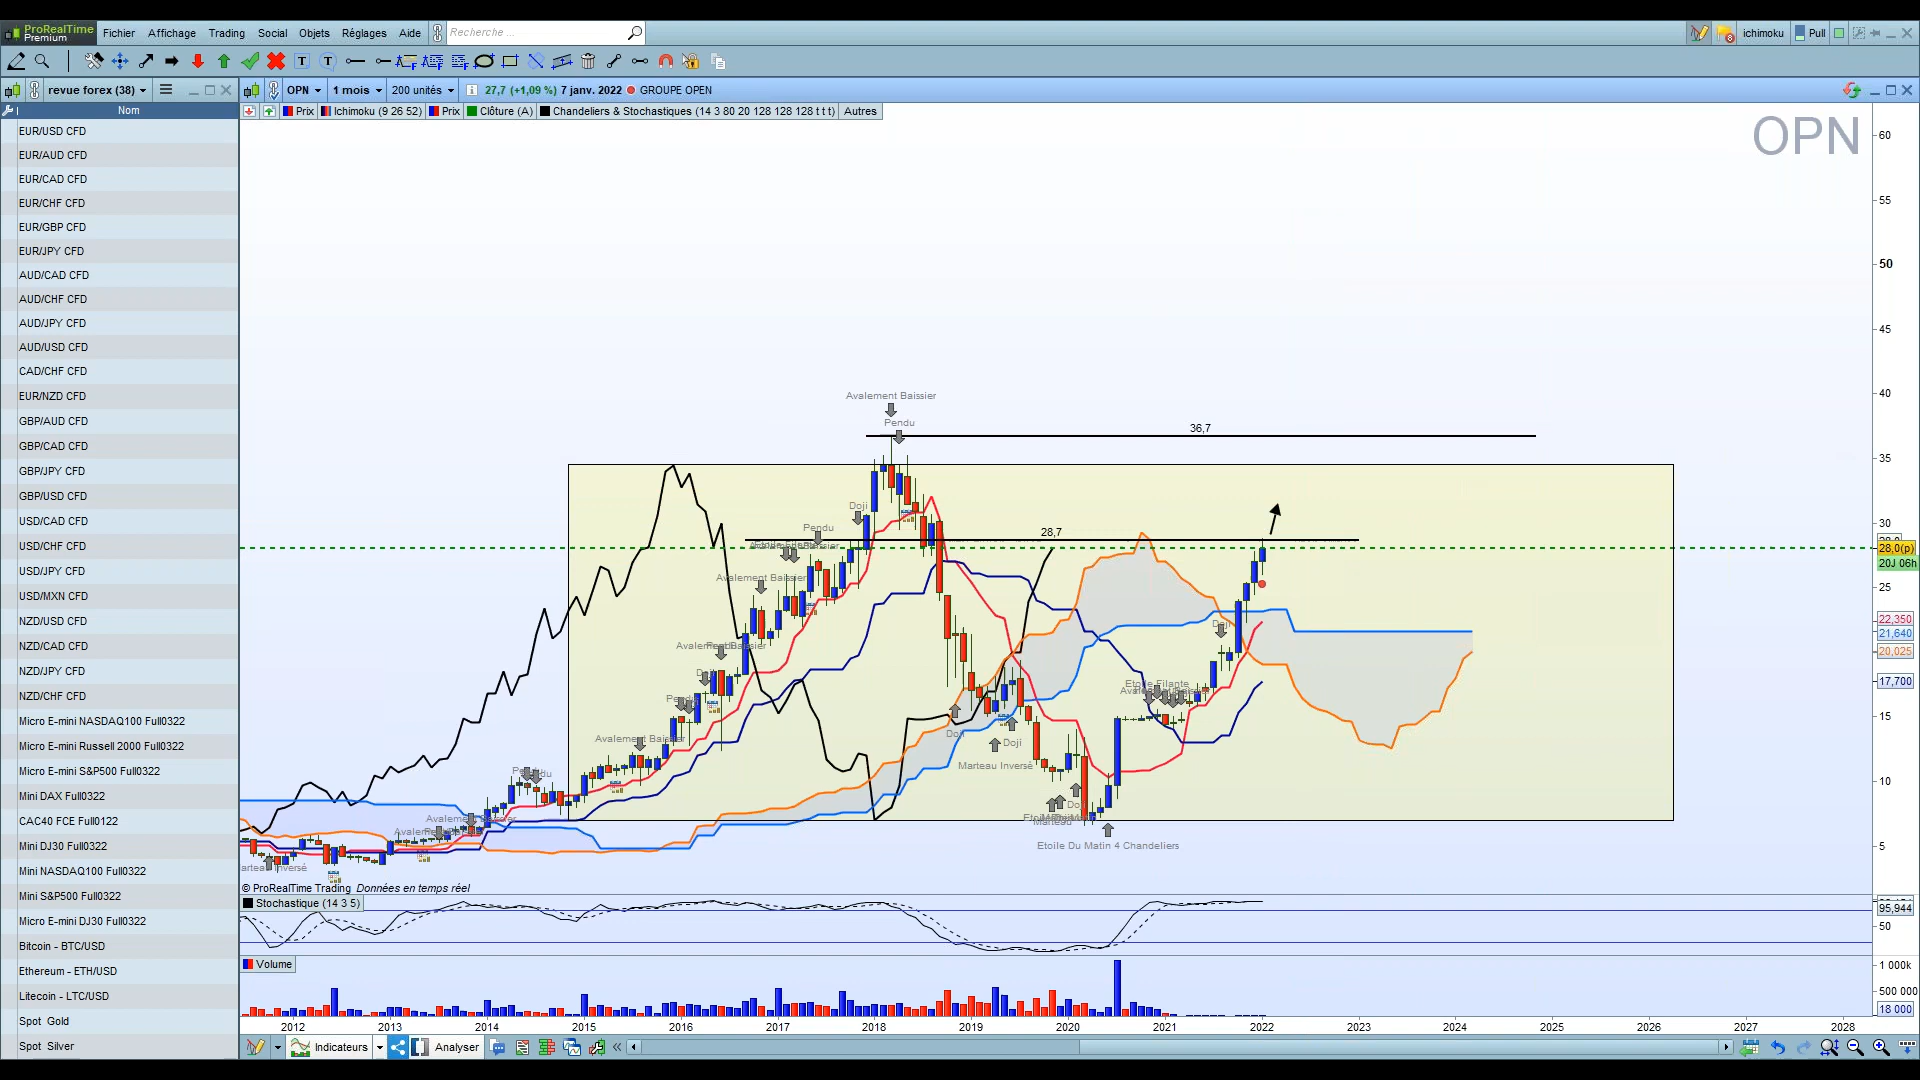 ProRealTime
Premium
Fichier Affichage Trading Social Objets Réglages Aide
Recherche ...
ichimoku
Pull
revue forex (38)
OPN
1 mois
200 unités
27,7 (+1,09 %) 7 janv. 2022
GROUPE OPEN
Nom
Prix
Ichimoku (9 26 52)
Prix
Clôture (A)
Chandeliers & Stochastiques (14 3 80 20 128 128 128 t t t)
Autres
OPN
EUR/USD CFD
EUR/AUD CFD
EUR/CAD CFD
EUR/CHF CFD
EUR/GBP CFD
EUR/JPY CFD
AUD/CAD CFD
AUD/CHF CFD
AUD/JPY CFD
AUD/USD CFD
CAD/CHF CFD
EUR/NZD CFD
GBP/AUD CFD
GBP/CAD CFD
GBP/JPY CFD
GBP/USD CFD
USD/CAD CFD
USD/CHF CFD
USD/JPY CFD
USD/MXN CFD
NZD/USD CFD
NZD/CAD CFD
NZD/JPY CFD
NZD/CHF CFD
Micro E-mini NASDAQ100 Full0322
Micro E-mini Russell 2000 Full0322
Micro E-mini S&P500 Full0322
Mini DAX Full0322
CAC40 FCE Full0122
Mini DJ30 Full0322
Mini NASDAQ100 Full0322
Mini S&P500 Full0322
Micro E-mini DJ30 Full0322
Bitcoin - BTC/USD
Ethereum - ETH/USD
Litecoin - LTC/USD
Spot Gold
Spot Silver
Avalement Baissier
Pendu
36,7
Doji
Pendu
28,7
Avalement Baissier
Doji
Etoile Filante
Avalement Baissier
Doji
Doji
Marteau Inversé
Etoile Du Matin 4 Chandeliers
60
55
50
45
40
35
30
28,0(p)
20J 06h
25
22,350
21,640
20,025
17,700
15
10
5
© ProRealTime Trading Données en temps réel
Stochastique (14 3 5)
95,944
50
Volume
1 000k
500 000
18 000
2012 2013 2014 2015 2016 2017 2018 2019 2020 2021 2022 2023 2024 2025 2026 2027 2028
Indicateurs
Analyser